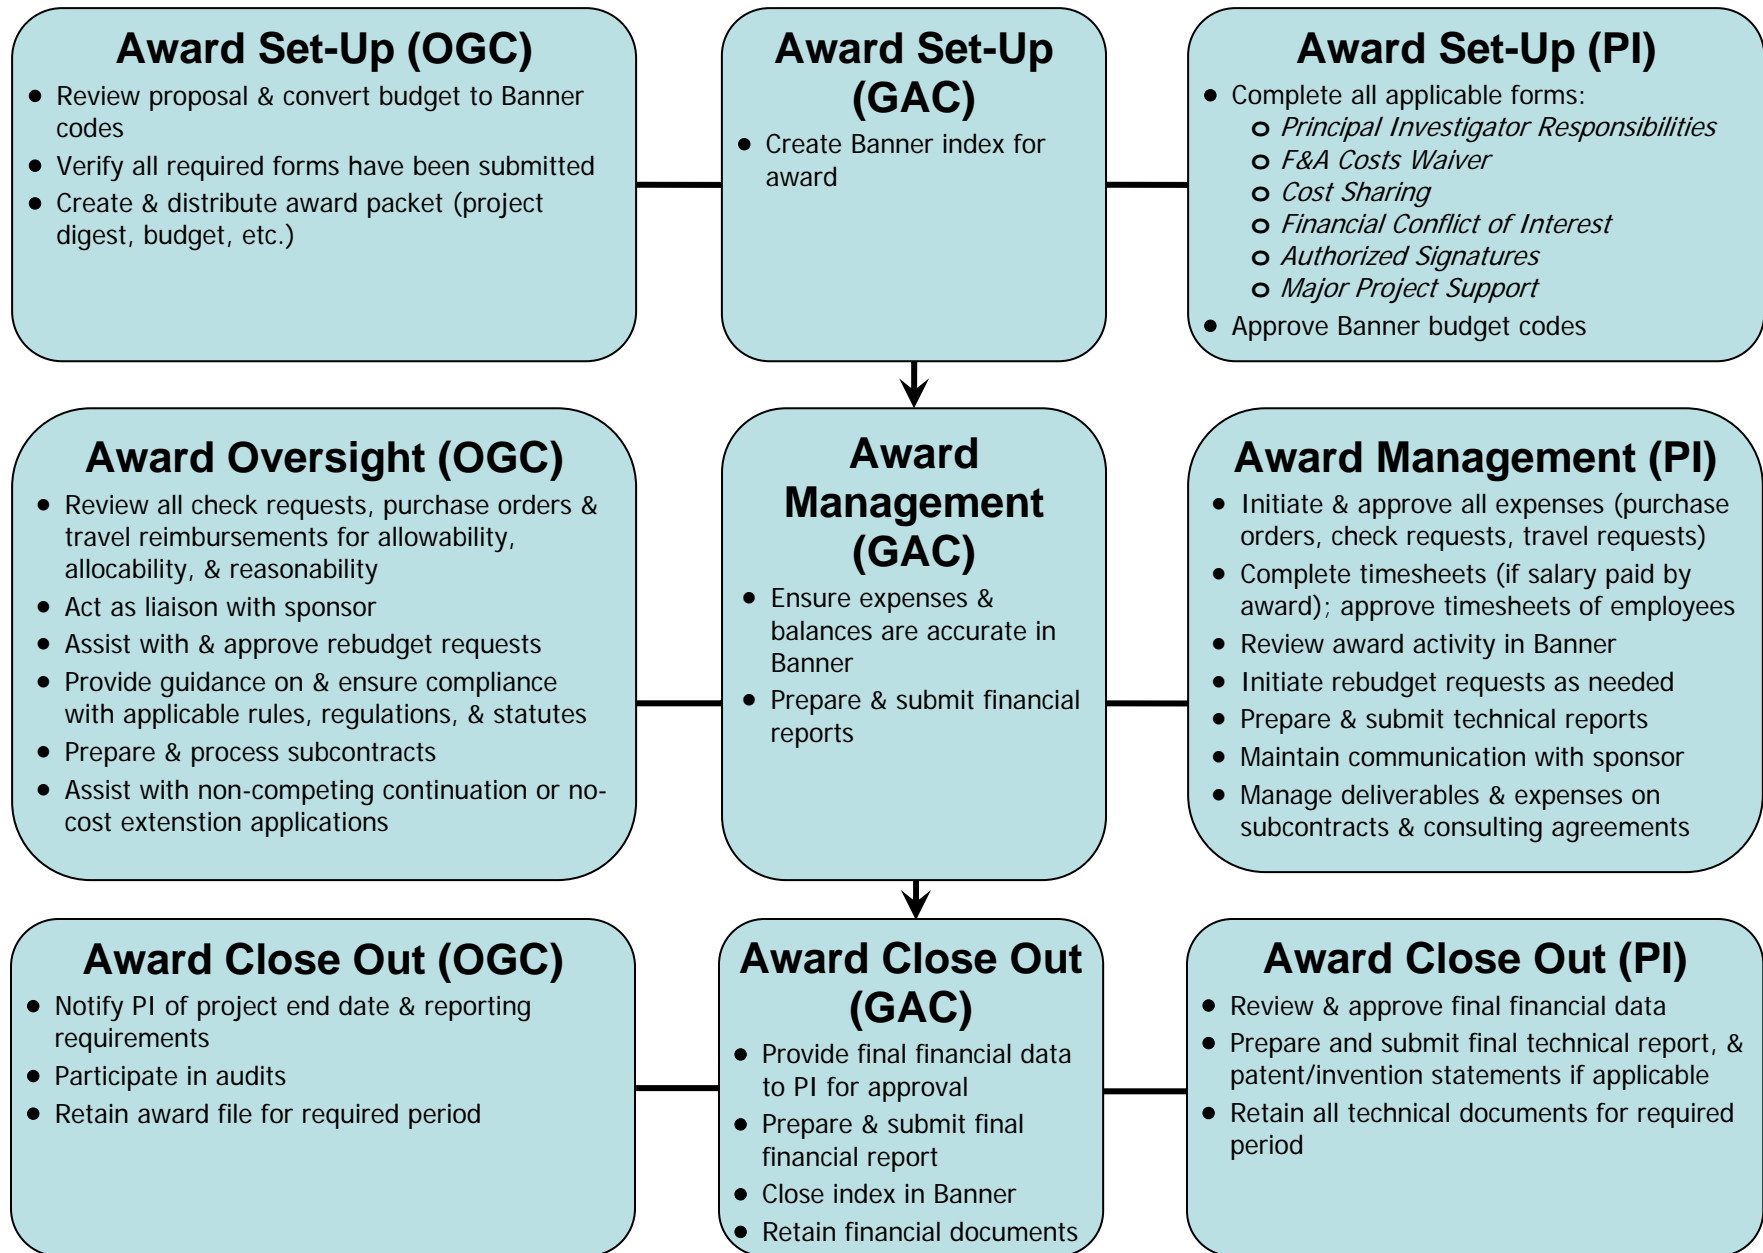 Award Set-Up (OGC)
● Review proposal & convert budget to Banner
codes
● Verify all required forms have been submitted
● Create & distribute award packet (project
digest, budget, etc.)
Award Set-Up
(GAC)
● Create Banner index for
award
Award Set-Up (PI)
● Complete all applicable forms:
o Principal Investigator Responsibilities
o F&A Costs Waiver
o Cost Sharing
o Financial Conflict of Interest
o Authorized Signatures
o Major Project Support
● Approve Banner budget codes
Award Oversight (OGC)
● Review all check requests, purchase orders &
travel reimbursements for allowability,
allocability, & reasonability
● Act as liaison with sponsor
● Assist with & approve rebudget requests
● Provide guidance on & ensure compliance
with applicable rules, regulations, & statutes
● Prepare & process subcontracts
● Assist with non-competing continuation or no-
cost extenstion applications
Award
Management
(GAC)
● Ensure expenses &
balances are accurate in
Banner
● Prepare & submit financial
reports
Award Management (PI)
● Initiate & approve all expenses (purchase
orders, check requests, travel requests)
● Complete timesheets (if salary paid by
award); approve timesheets of employees
● Review award activity in Banner
● Initiate rebudget requests as needed
● Prepare & submit technical reports
● Maintain communication with sponsor
● Manage deliverables & expenses on
subcontracts & consulting agreements
Award Close Out (OGC)
● Notify PI of project end date & reporting
requirements
● Participate in audits
● Retain award file for required period
Award Close Out
(GAC)
● Provide final financial data
to PI for approval
● Prepare & submit final
financial report
● Close index in Banner
● Retain financial documents
Award Close Out (PI)
● Review & approve final financial data
● Prepare and submit final technical report, &
patent/invention statements if applicable
● Retain all technical documents for required
period